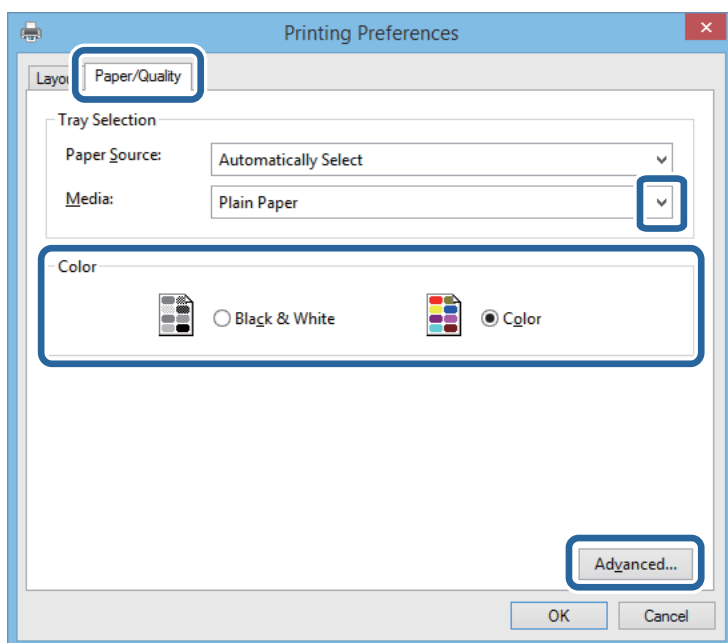 Printing Preferences
Layou Paper/Quality
Tray Selection
Paper Source: Automatically Select
Media: Plain Paper
Color
Black & White Color
Advanced...
OK Cancel